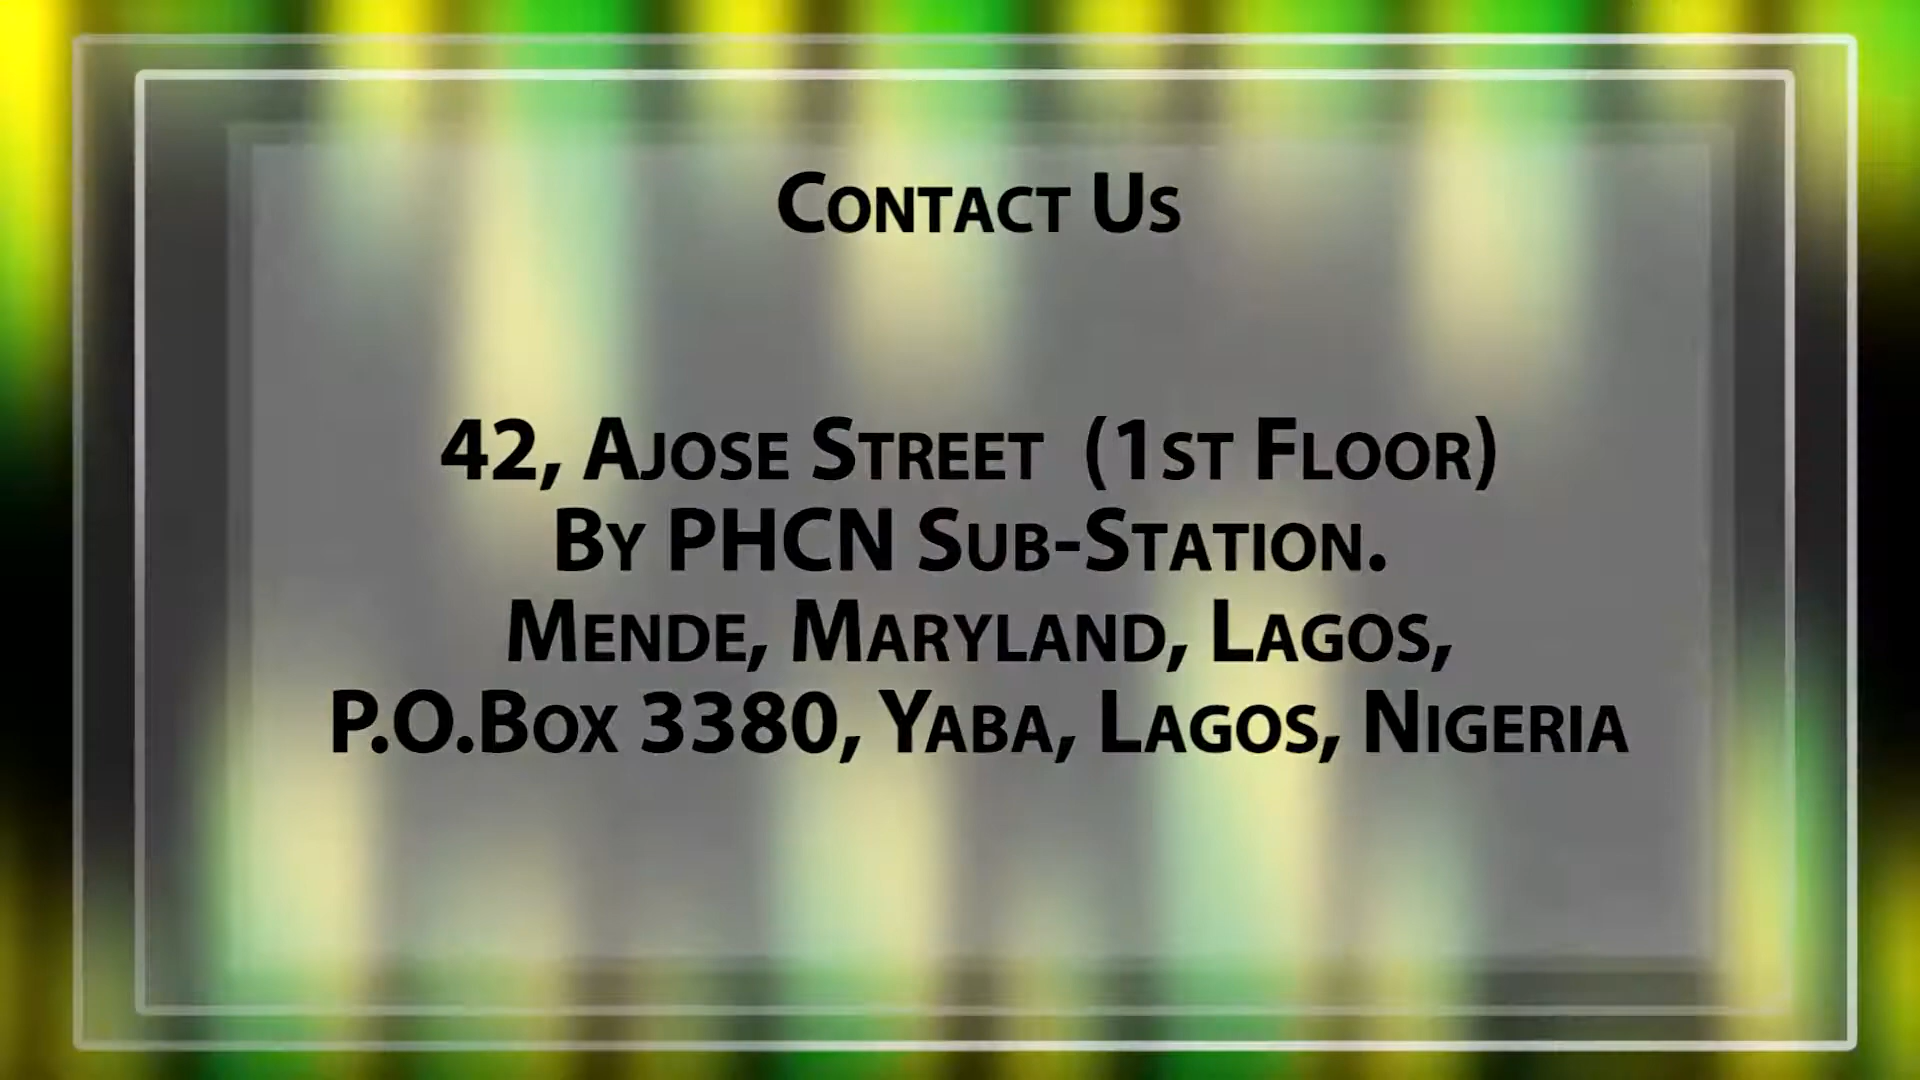 Contact Us
42, Ajose Street (1st Floor)
By PHCN Sub-Station.
Mende, Maryland, Lagos,
P.O.Box 3380, Yaba, Lagos, Nigeria